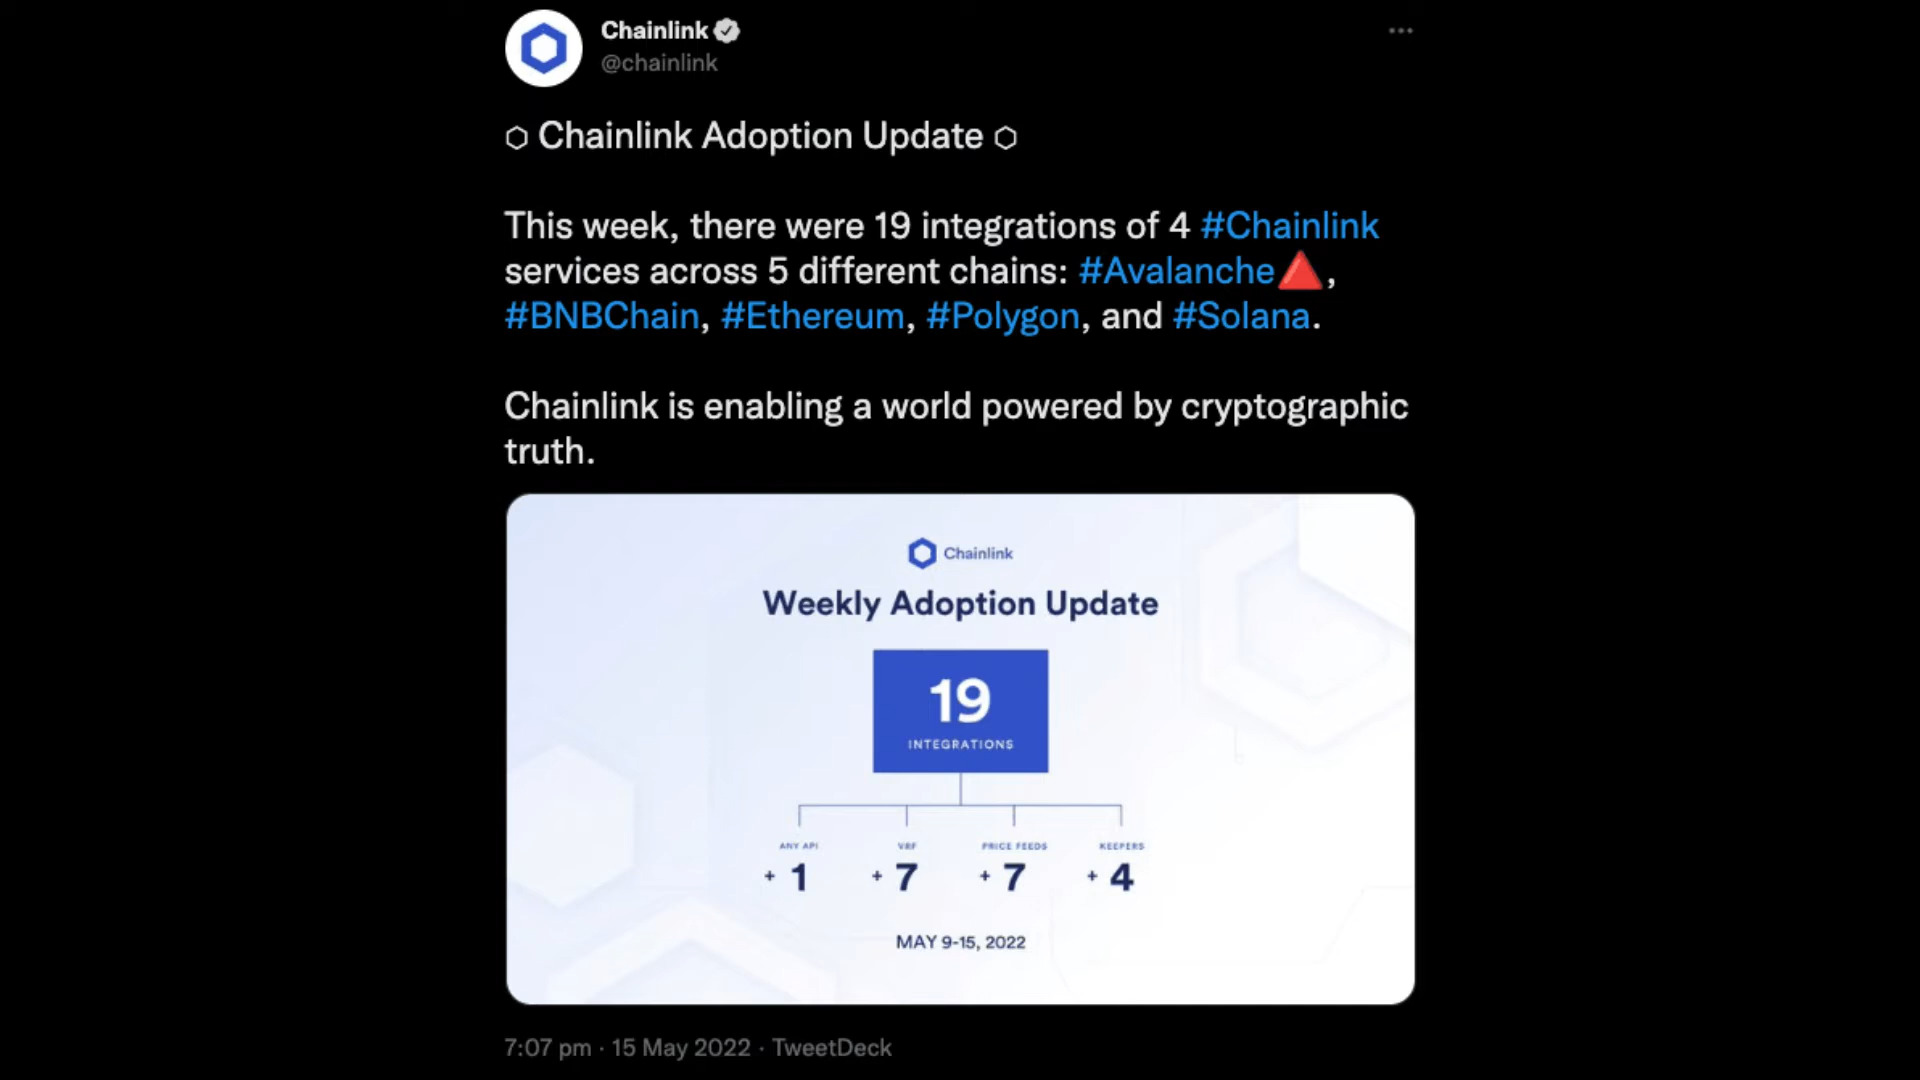 Chainlink
@chainlink
⬡ Chainlink Adoption Update ⬡
This week, there were 19 integrations of 4 #Chainlink
services across 5 different chains: #Avalanche🔺,
#BNBChain, #Ethereum, #Polygon, and #Solana.
Chainlink is enabling a world powered by cryptographic
truth.
Chainlink
Weekly Adoption Update
19
INTEGRATIONS
ANY API VRF PRICE FEEDS KEEPERS
+ 1 + 7 + 7 + 4
MAY 9-15, 2022
7:07 pm · 15 May 2022 · TweetDeck